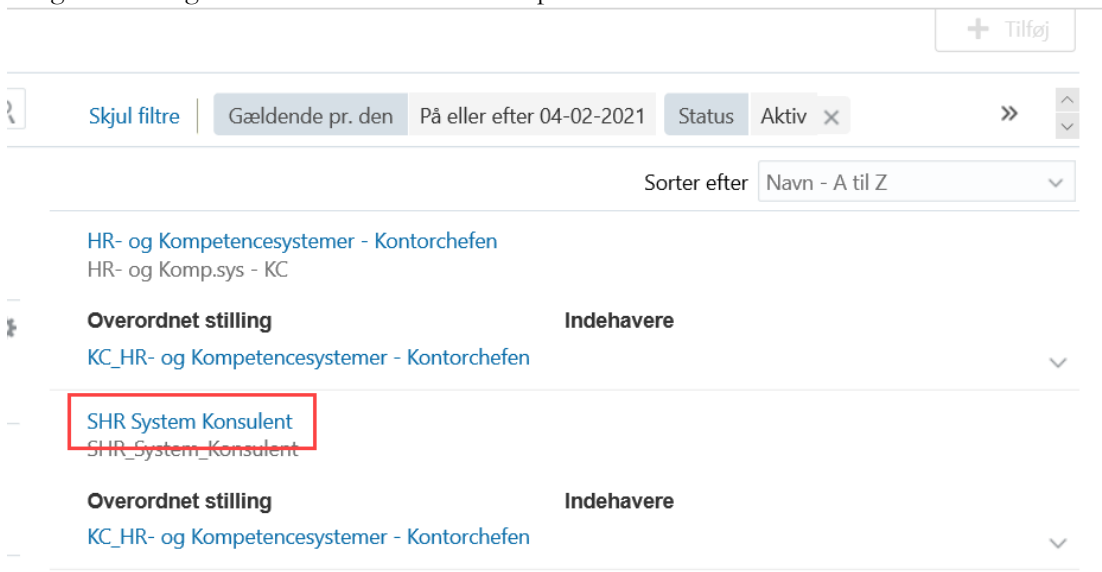 Tilføj
Skjul filtre Gældende pr. den På eller efter 04-02-2021 Status Aktiv
Sorter efter Navn - A til Z
HR- og Kompetencesystemer - Kontorchefen
HR- og Komp.sys - KC
Overordnet stilling Indehavere
KC_HR- og Kompetencesystemer - Kontorchefen
SHR System Konsulent
SHR_System_Konsulent
Overordnet stilling Indehavere
KC_HR- og Kompetencesystemer - Kontorchefen